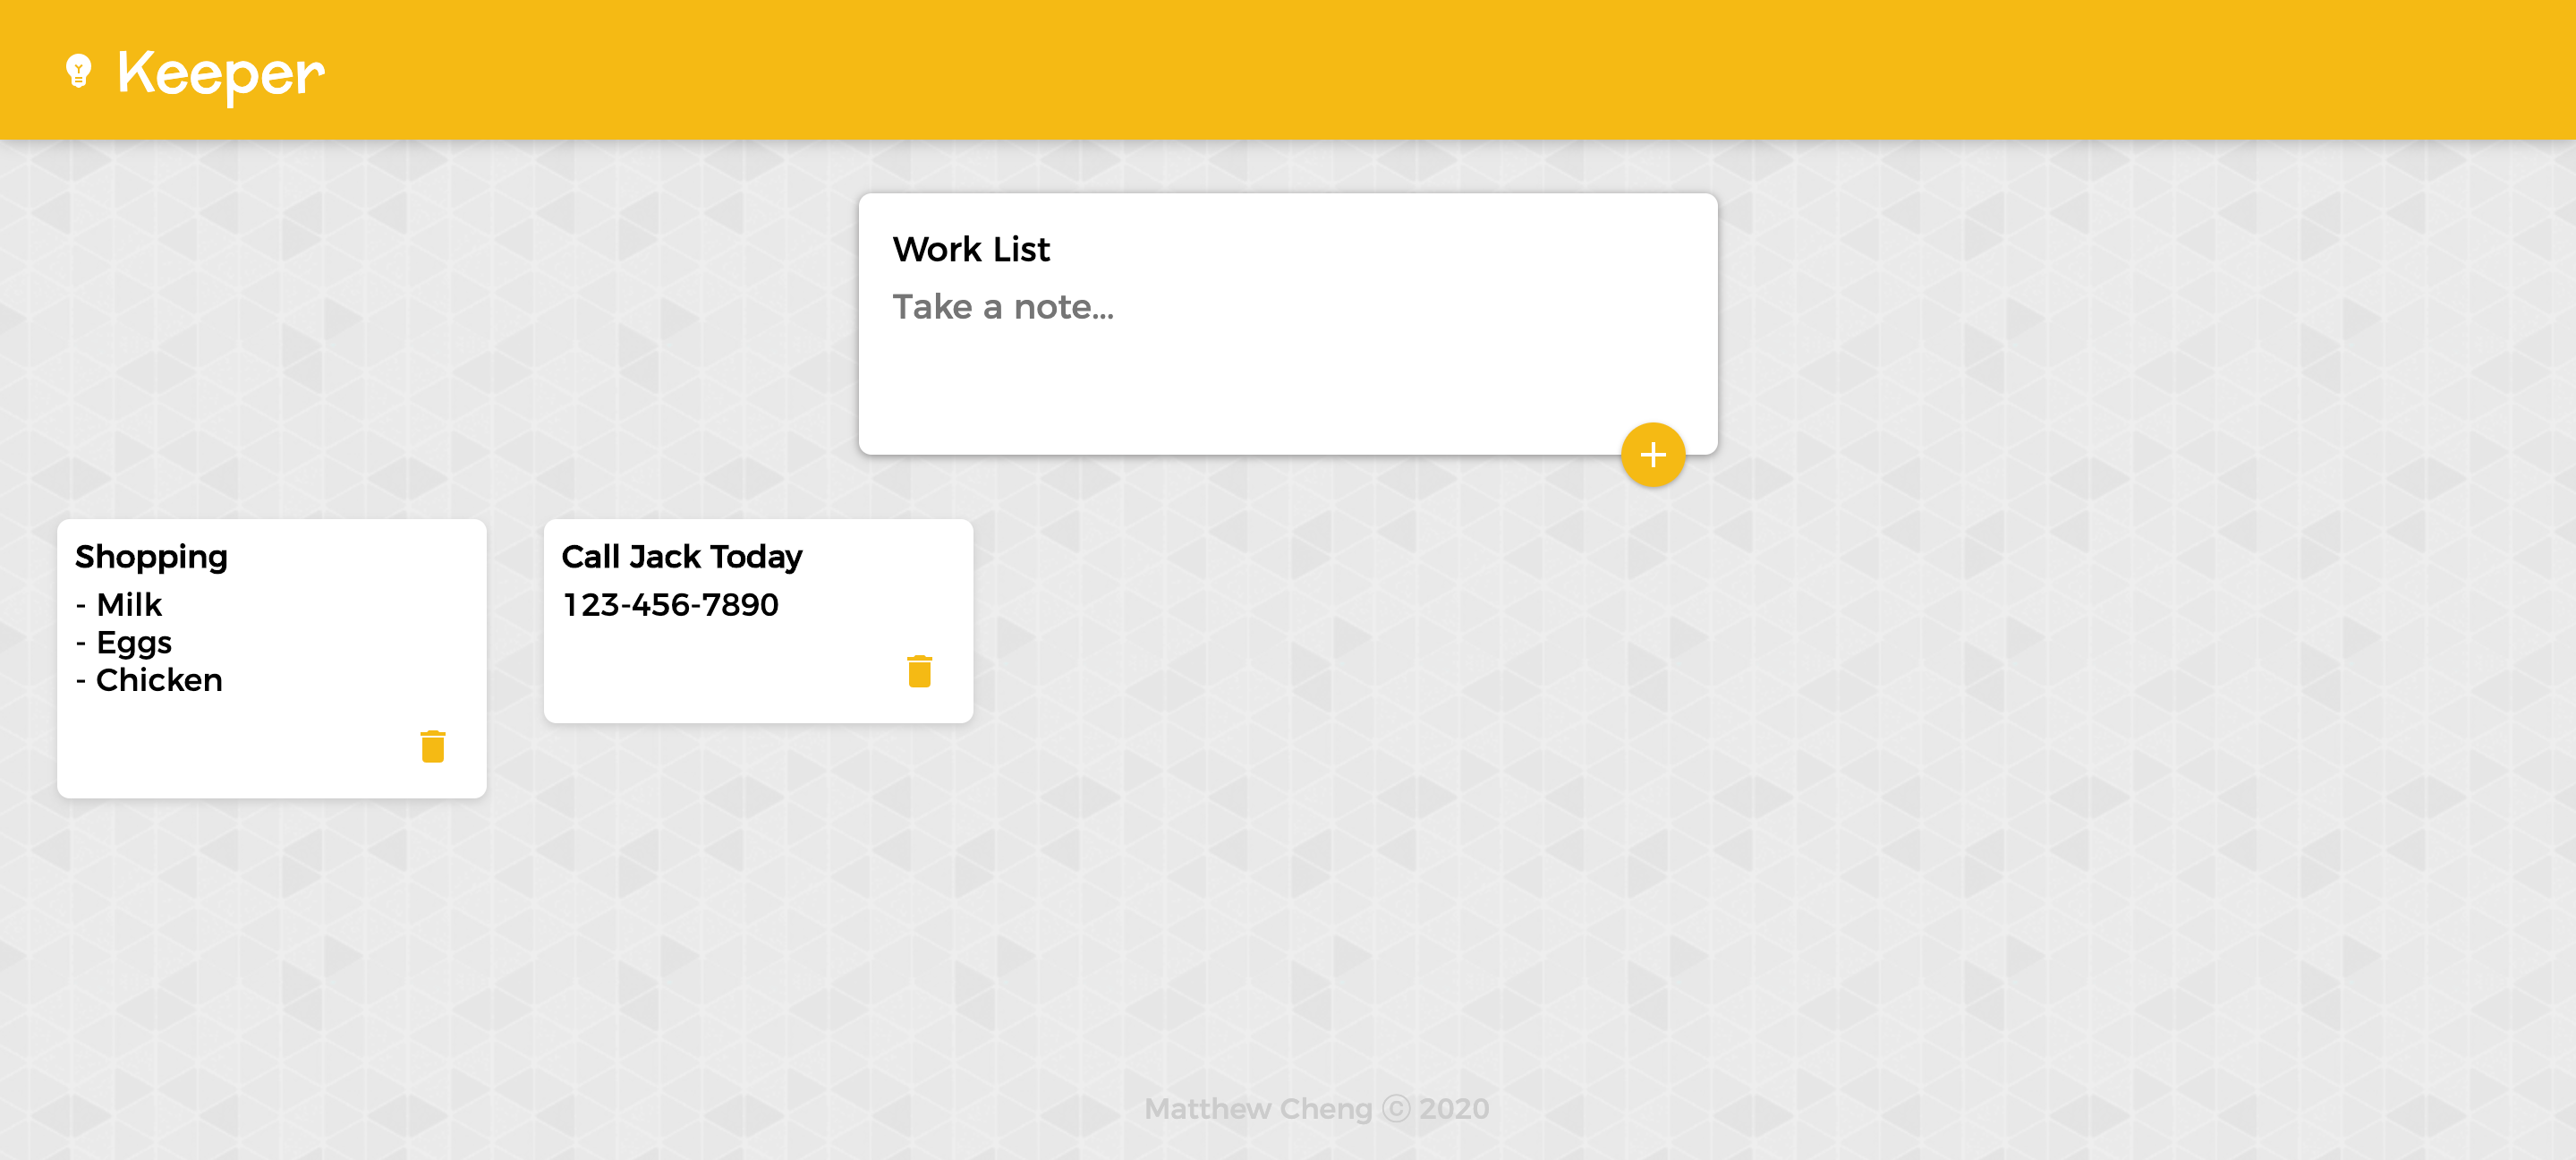 Keeper
Work List
Take a note...
Shopping
- Milk
- Eggs
- Chicken
Call Jack Today
123-456-7890
Matthew Cheng ⓒ 2020